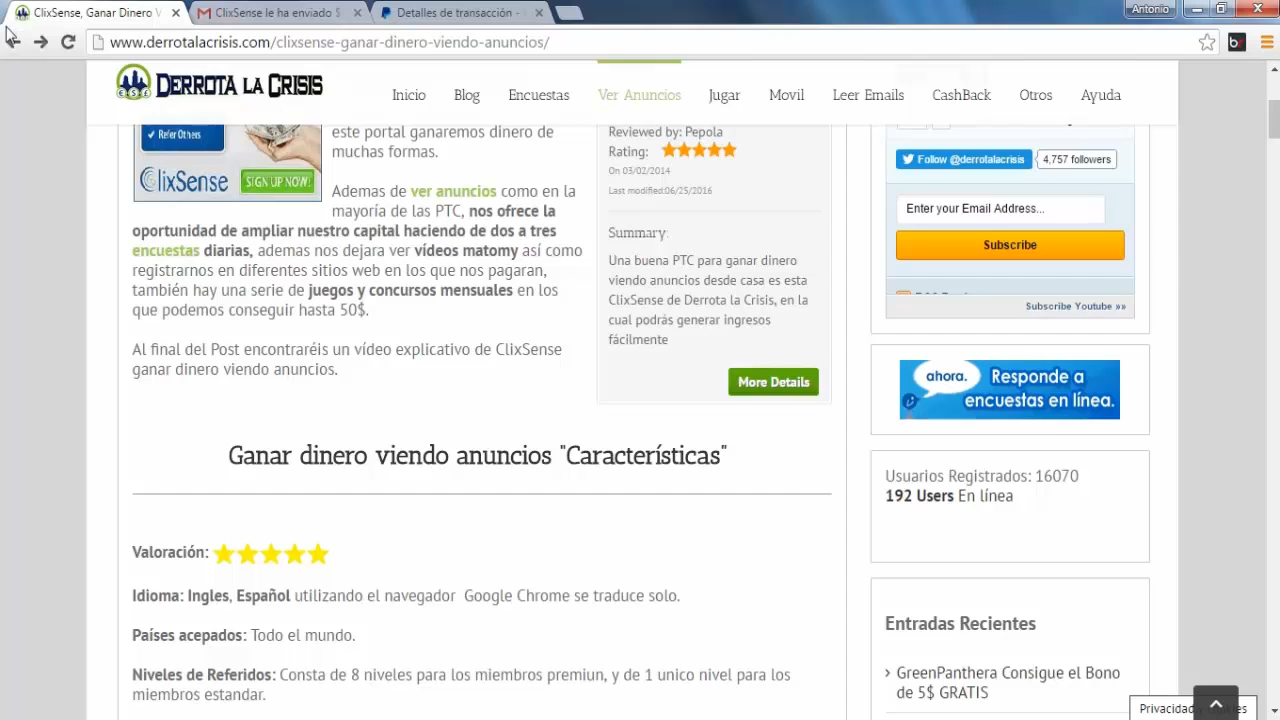 ClixSense, Ganar Dinero V
ClixSense le ha enviado $
Detalles de transacción -
Antonio
www.derrotalacrisis.com/clixsense-ganar-dinero-viendo-anuncios/
DERROTA LA CRISIS
Inicio
Blog
Encuestas
Ver Anuncios
Jugar
Movil
Leer Emails
CashBack
Otros
Ayuda
✔ Refer Others
ClixSense
SIGN UP NOW!
este portal ganaremos dinero de
muchas formas.
Ademas de ver anuncios como en la
mayoría de las PTC, nos ofrece la
oportunidad de ampliar nuestro capital haciendo de dos a tres
encuestas diarias, ademas nos dejara ver vídeos matomy así como
registrarnos en diferentes sitios web en los que nos pagaran,
también hay una serie de juegos y concursos mensuales en los
que podemos conseguir hasta 50$.
Al final del Post encontraréis un vídeo explicativo de ClixSense
ganar dinero viendo anuncios.
Reviewed by: Pepola
Rating:
On 03/02/2014
Last modified:06/25/2016
Summary:
Una buena PTC para ganar dinero
viendo anuncios desde casa es esta
ClixSense de Derrota la Crisis, en la
cual podrás generar ingresos
fácilmente
More Details
Follow @derrotalacrisis
4,757 followers
Enter your Email Address...
Subscribe
Subscribe Youtube »»
ahora.
Responde a
encuestas en línea.
Usuarios Registrados: 16070
192 Users En línea
Ganar dinero viendo anuncios "Características"
Valoración:
Idioma: Ingles, Español utilizando el navegador Google Chrome se traduce solo.
Países acepados: Todo el mundo.
Niveles de Referidos: Consta de 8 niveles para los miembros premiun, y de 1 unico nivel para los
miembros estandar.
Entradas Recientes
› GreenPanthera Consigue el Bono
de 5$ GRATIS
Privacidad